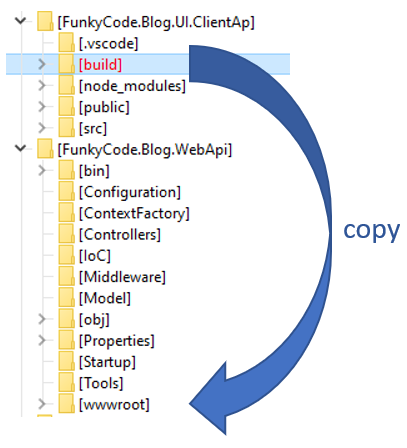 [FunkyCode.Blog.UI.ClientAp]
[.vscode]
[build]
[node_modules]
[public]
[src]
[FunkyCode.Blog.WebApi]
[bin]
[Configuration]
[ContextFactory]
[Controllers]
[IoC]
[Middleware]
[Model]
[obj]
[Properties]
[Startup]
[Tools]
[wwwroot]
copy